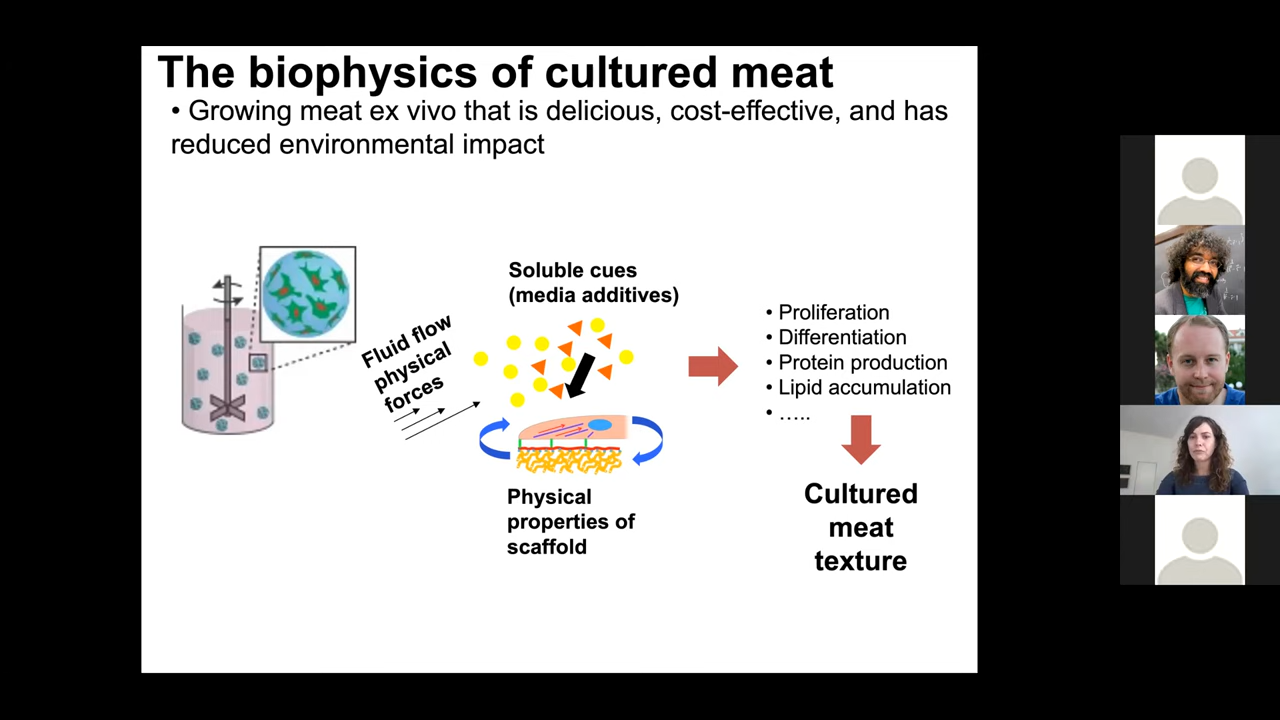 The biophysics of cultured meat
• Growing meat ex vivo that is delicious, cost-effective, and has
reduced environmental impact
Fluid flow
physical
forces
Soluble cues
(media additives)
Physical
properties of
scaffold
• Proliferation
• Differentiation
• Protein production
• Lipid accumulation
• .....
Cultured
meat
texture